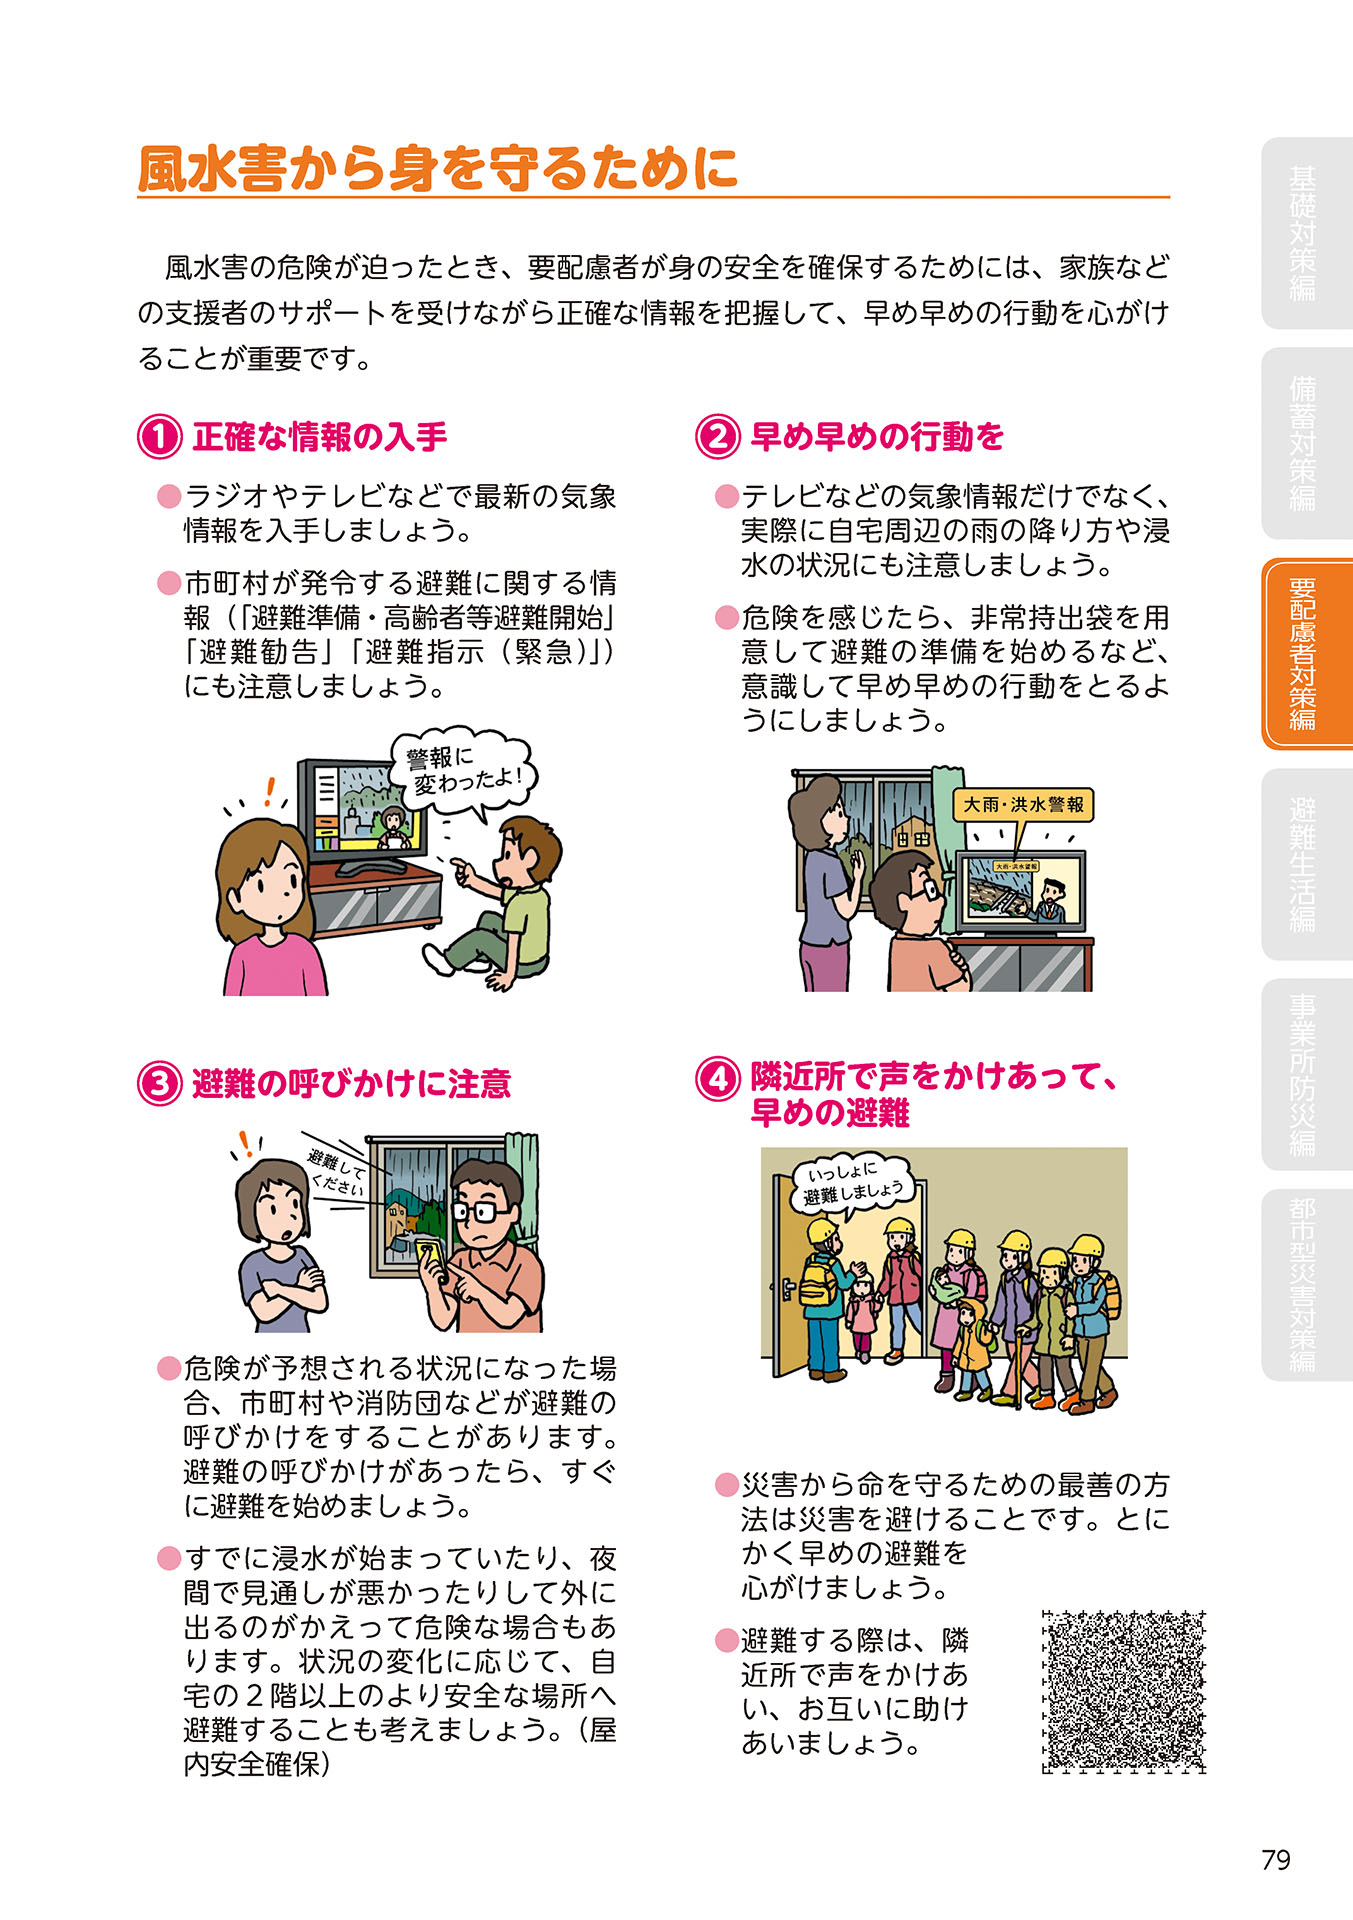 風水害から身を守るために
風水害の危険が迫ったとき、要配慮者が身の安全を確保するためには、家族など
の支援者のサポートを受けながら正確な情報を把握して、早め早めの行動を心がけ
ることが重要です。
① 正確な情報の入手
●ラジオやテレビなどで最新の気象
情報を入手しましょう。
●市町村が発令する避難に関する情
報（「避難準備・高齢者等避難開始」
「避難勧告」「避難指示（緊急）」）
にも注意しましょう。
警報に
変わったよ！
② 早め早めの行動を
●テレビなどの気象情報だけでなく、
実際に自宅周辺の雨の降り方や浸
水の状況にも注意しましょう。
●危険を感じたら、非常持出袋を用
意して避難の準備を始めるなど、
意識して早め早めの行動をとるよ
うにしましょう。
大雨・洪水警報
大雨・洪水警報
③ 避難の呼びかけに注意
避難して
ください
●危険が予想される状況になった場
合、市町村や消防団などが避難の
呼びかけをすることがあります。
避難の呼びかけがあったら、すぐ
に避難を始めましょう。
●すでに浸水が始まっていたり、夜
間で見通しが悪かったりして外に
出るのがかえって危険な場合もあ
ります。状況の変化に応じて、自
宅の２階以上のより安全な場所へ
避難することも考えましょう。（屋
内安全確保）
④ 隣近所で声をかけあって、
早めの避難
いっしょに
避難しましょう
●災害から命を守るための最善の方
法は災害を避けることです。とに
かく早めの避難を
心がけましょう。
●避難する際は、隣
近所で声をかけあ
い、お互いに助け
あいましょう。
基礎対策編
備蓄対策編
要配慮者対策編
避難生活編
事業所防災編
都市型災害対策編
79